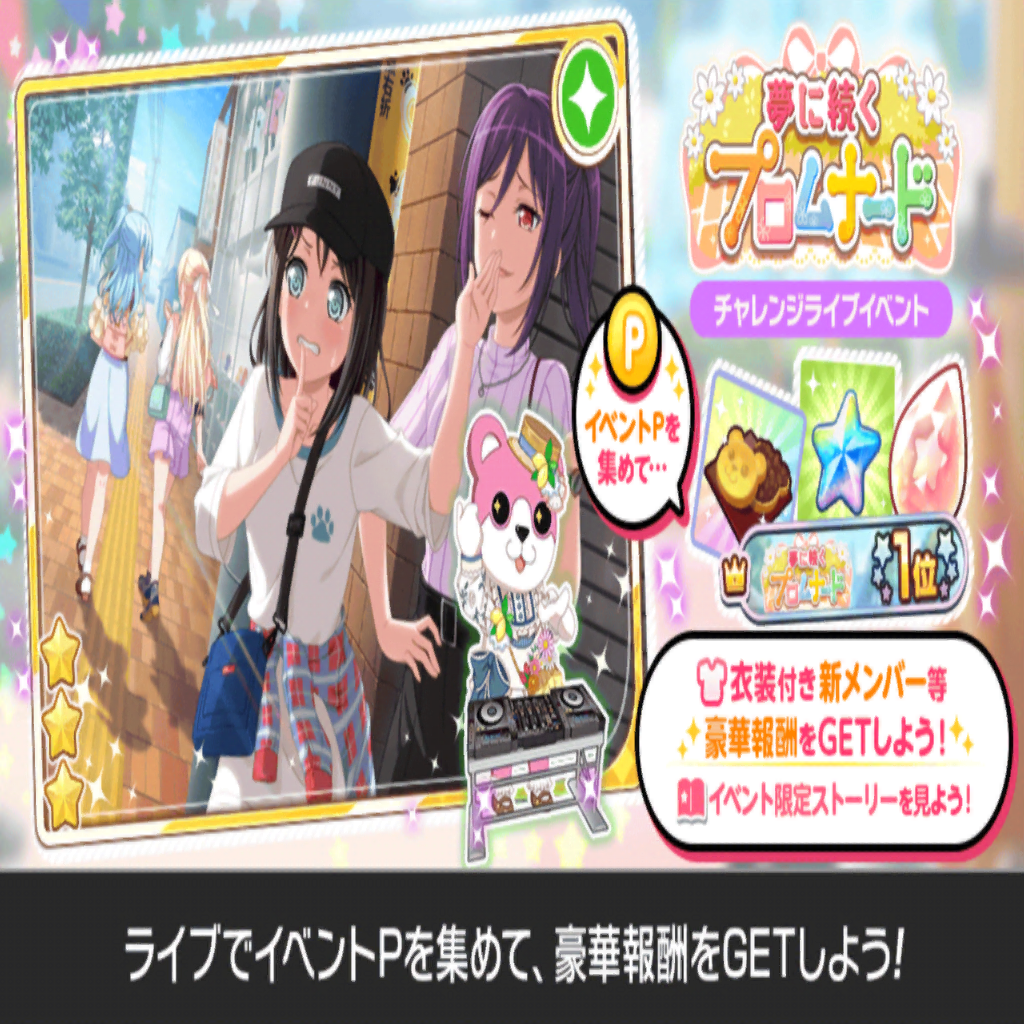 夢に続く
プロムナード
チャレンジライブイベント
P
イベントPを
集めて…
夢に続く
プロムナード
1位
衣装付き新メンバー等
豪華報酬をGETしよう!
イベント限定ストーリーを見よう!
ライブでイベントPを集めて、豪華報酬をGETしよう!